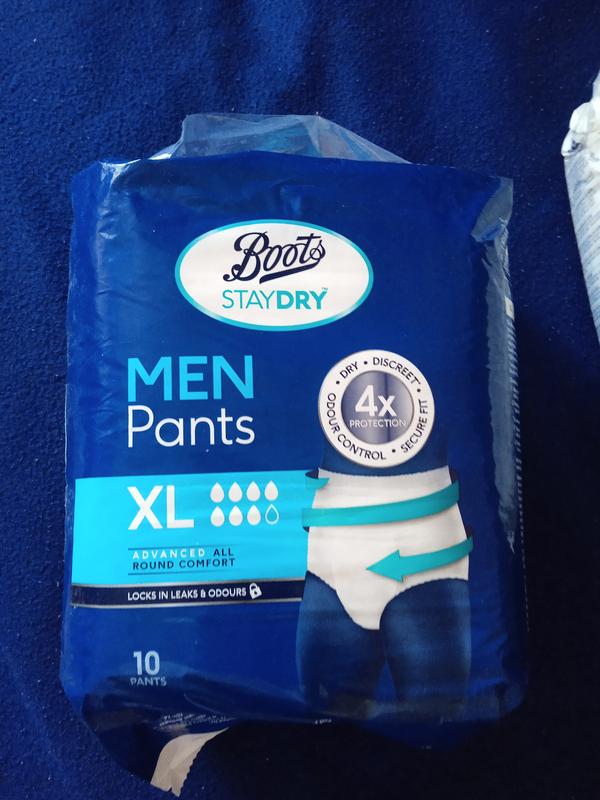 Boots
STAYDRY™
MEN
Pants
DRY • DISCREET*
4x
PROTECTION
ODOUR CONTROL • SECURE FIT
XL
ADVANCED ALL
ROUND COMFORT
LOCKS IN LEAKS & ODOURS
10
PANTS